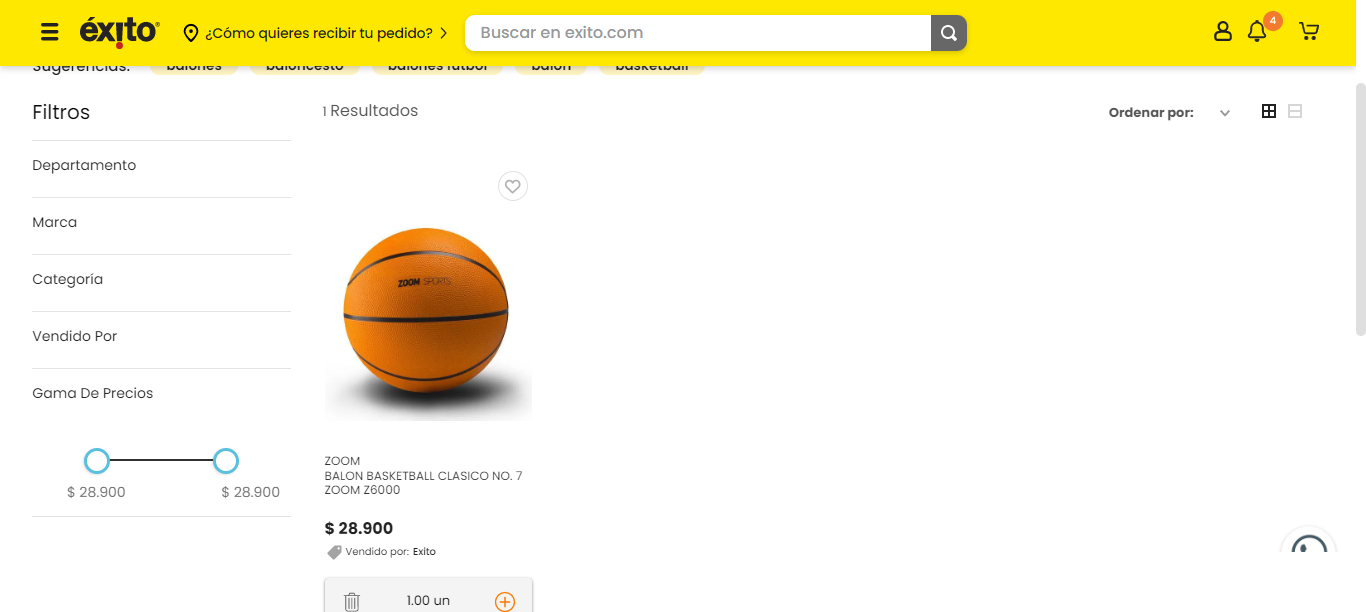 éxito
¿Cómo quieres recibir tu pedido?
Buscar en exito.com
4
Sugerencias:
balones
baloncesto
balones futbol
balon
basketball
Filtros
1 Resultados
Ordenar por:
Departamento
Marca
Categoría
Vendido Por
Gama De Precios
$ 28.900
$ 28.900
ZOOM SPORTS
ZOOM
BALON BASKETBALL CLASICO NO. 7
ZOOM Z6000
$ 28.900
Vendido por: Exito
1.00 un